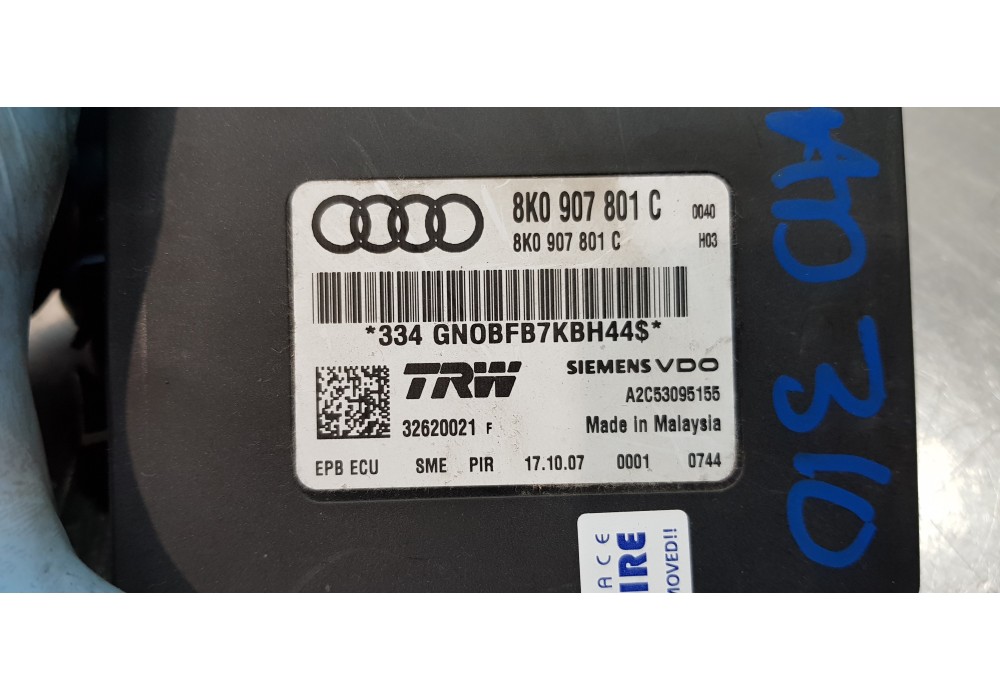 8K0 907 801 C 0040
8K0 907 801 C H03
*334 GNOBFB7KBH44$*
TRW SIEMENS VDO
A2C53095155
32620021 F Made in Malaysia
EPB ECU SME PIR 17.10.07 0001 0744
310
ACE
IRE
MOVED!!